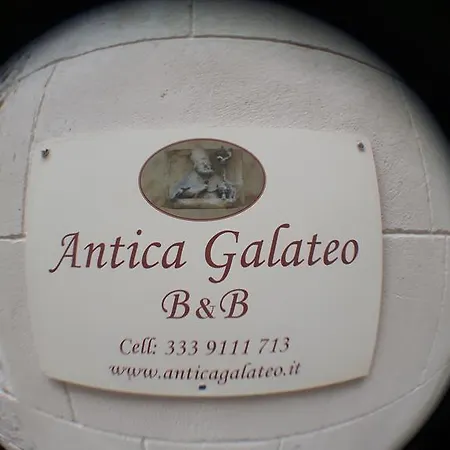 Antica Galateo
B&B
Cell: 333 9111 713
www.anticagalateo.it